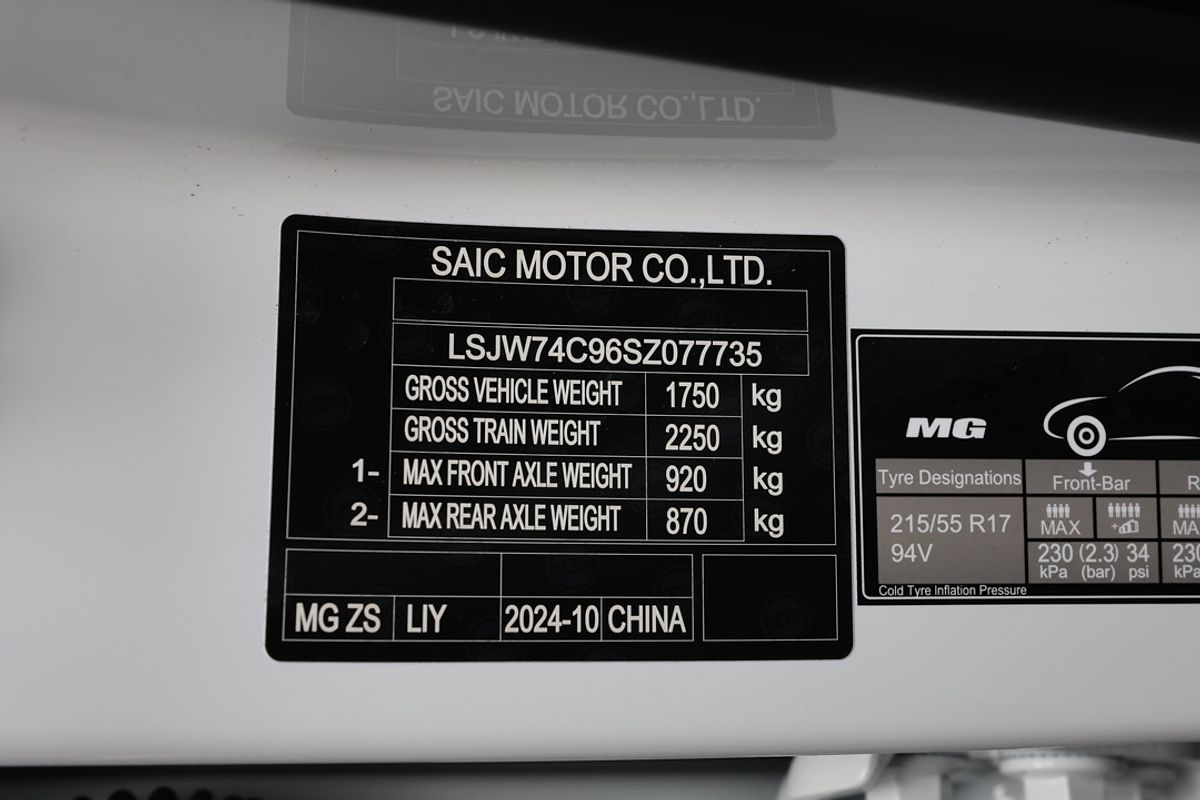 SAIC MOTOR CO.,LTD.
SAIC MOTOR CO.,LTD.
LSJW74C96SZ077735
GROSS VEHICLE WEIGHT 1750 kg
GROSS TRAIN WEIGHT 2250 kg
1- MAX FRONT AXLE WEIGHT 920 kg
2- MAX REAR AXLE WEIGHT 870 kg
MG ZS LIY 2024-10 CHINA
MG
Tyre Designations Front-Bar R
215/55 R17
94V
MAX + MA
230 (2.3) 34 230
kPa (bar) psi kPa
Cold Tyre Inflation Pressure